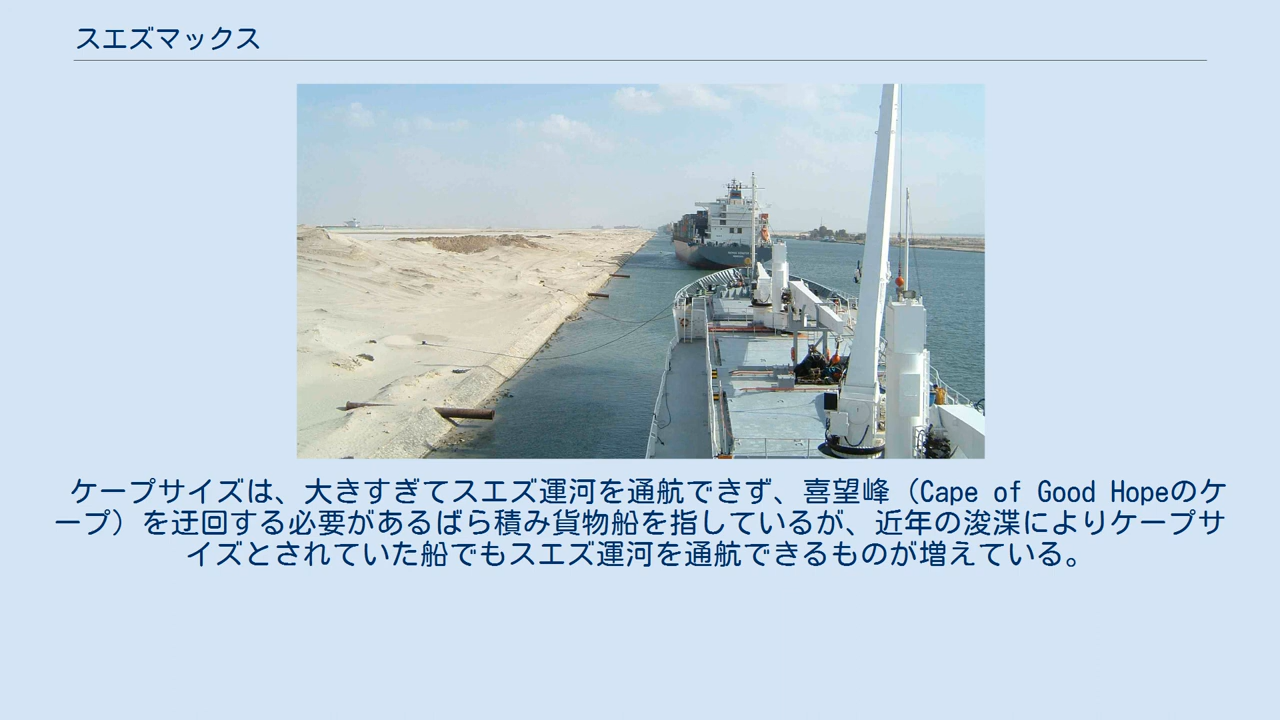 スエズマックス
ケープサイズは、大きすぎてスエズ運河を通航できず、喜望峰（Cape of Good Hopeのケ
ープ）を迂回する必要があるばら積み貨物船を指しているが、近年の浚渫によりケープサ
イズとされていた船でもスエズ運河を通航できるものが増えている。